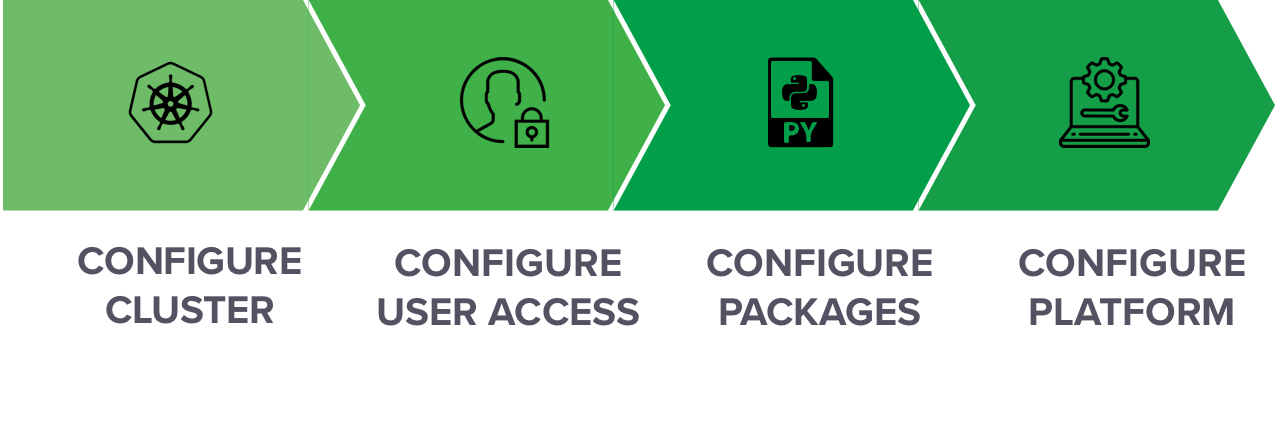 PY
CONFIGURE
CLUSTER
CONFIGURE
USER ACCESS
CONFIGURE
PACKAGES
CONFIGURE
PLATFORM